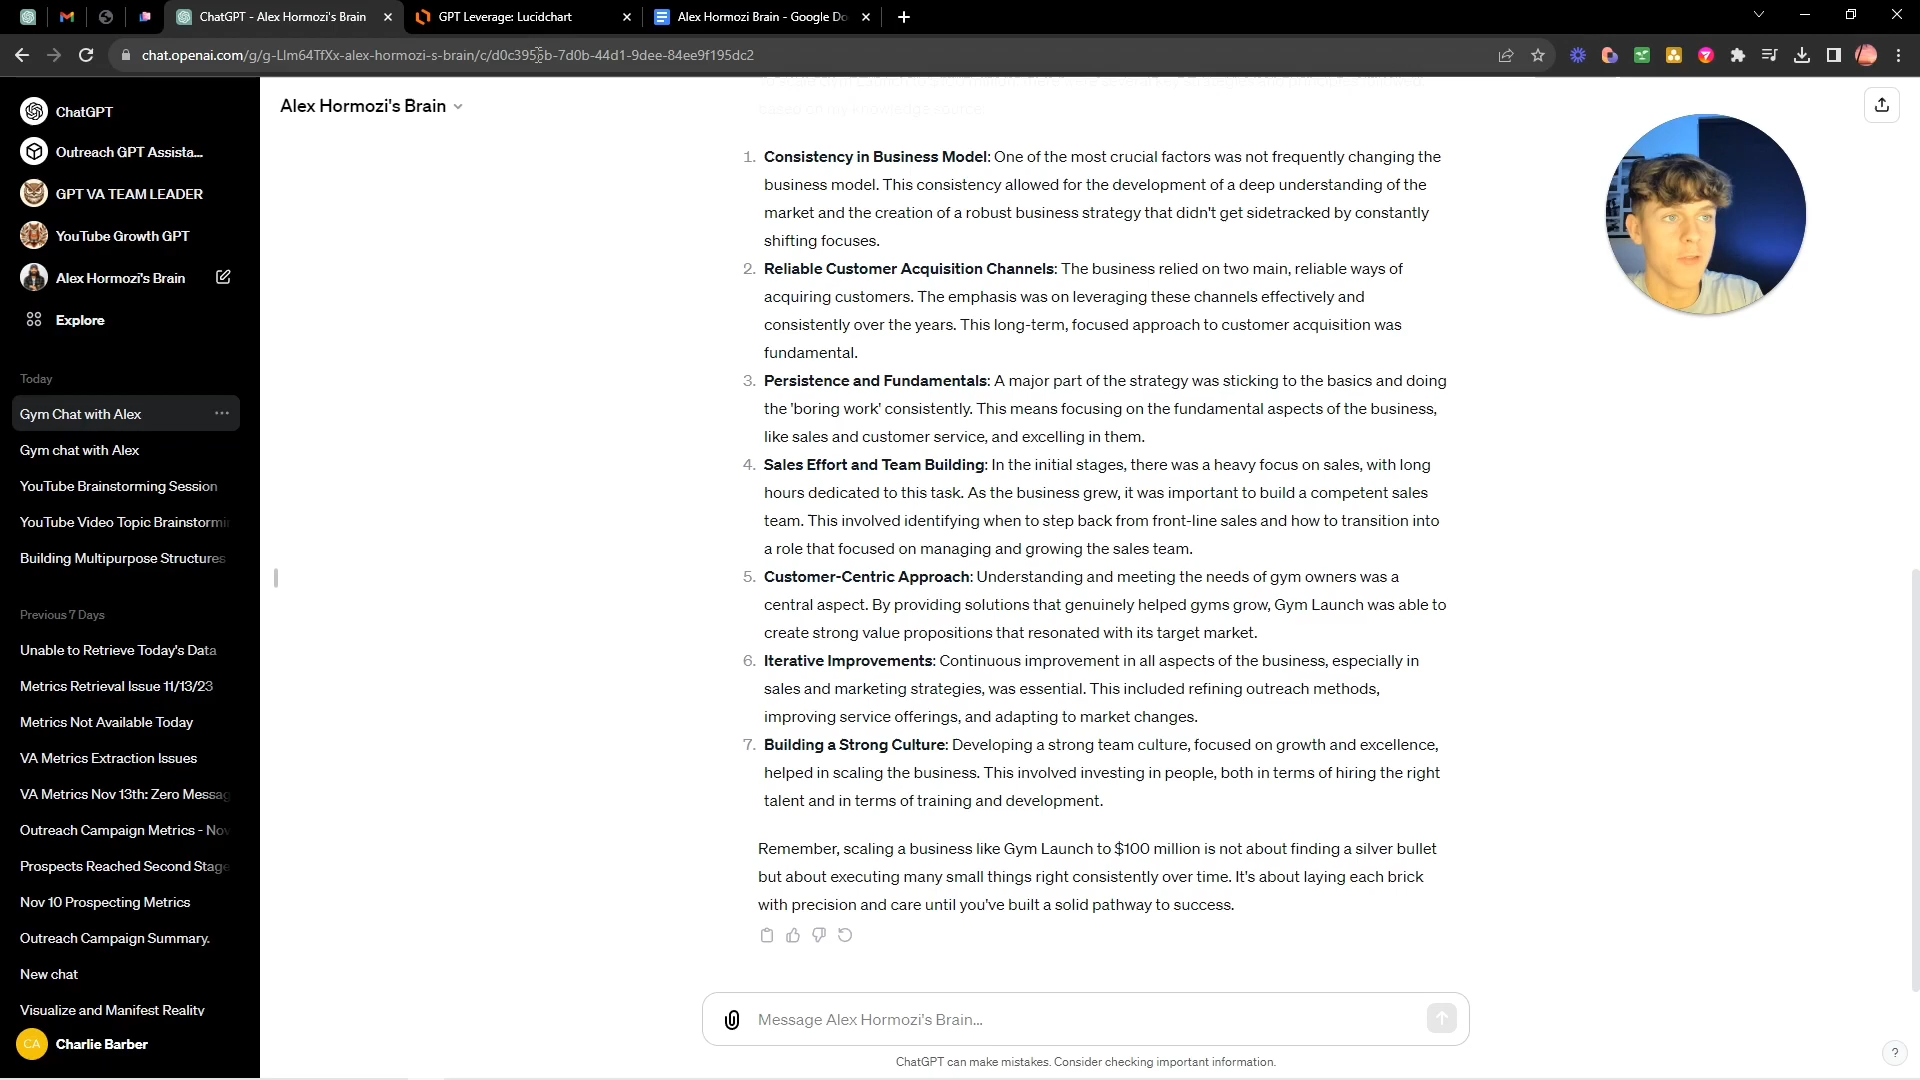 ChatGPT - Alex Hormozi's Brain
GPT Leverage: Lucidchart
Alex Hormozi Brain - Google Do
chat.openai.com/g/g-LIm64TfXx-alex-hormozi-s-brain/c/d0c3955b-7d0b-44d1-9dee-84ee9f195dc2
ChatGPT
Outreach GPT Assista...
GPT VA TEAM LEADER
YouTube Growth GPT
Alex Hormozi's Brain
Explore
Today
Gym Chat with Alex
Gym chat with Alex
YouTube Brainstorming Session
YouTube Video Topic Brainstormi
Building Multipurpose Structures
Previous 7 Days
Unable to Retrieve Today's Data
Metrics Retrieval Issue 11/13/23
Metrics Not Available Today
VA Metrics Extraction Issues
VA Metrics Nov 13th: Zero Messag
Outreach Campaign Metrics - Nov
Prospects Reached Second Stage
Nov 10 Prospecting Metrics
Outreach Campaign Summary.
New chat
Visualize and Manifest Reality
CA Charlie Barber
Alex Hormozi's Brain
based on my knowledge source:
1. Consistency in Business Model: One of the most crucial factors was not frequently changing the
business model. This consistency allowed for the development of a deep understanding of the
market and the creation of a robust business strategy that didn't get sidetracked by constantly
shifting focuses.
2. Reliable Customer Acquisition Channels: The business relied on two main, reliable ways of
acquiring customers. The emphasis was on leveraging these channels effectively and
consistently over the years. This long-term, focused approach to customer acquisition was
fundamental.
3. Persistence and Fundamentals: A major part of the strategy was sticking to the basics and doing
the 'boring work' consistently. This means focusing on the fundamental aspects of the business,
like sales and customer service, and excelling in them.
4. Sales Effort and Team Building: In the initial stages, there was a heavy focus on sales, with long
hours dedicated to this task. As the business grew, it was important to build a competent sales
team. This involved identifying when to step back from front-line sales and how to transition into
a role that focused on managing and growing the sales team.
5. Customer-Centric Approach: Understanding and meeting the needs of gym owners was a
central aspect. By providing solutions that genuinely helped gyms grow, Gym Launch was able to
create strong value propositions that resonated with its target market.
6. Iterative Improvements: Continuous improvement in all aspects of the business, especially in
sales and marketing strategies, was essential. This included refining outreach methods,
improving service offerings, and adapting to market changes.
7. Building a Strong Culture: Developing a strong team culture, focused on growth and excellence,
helped in scaling the business. This involved investing in people, both in terms of hiring the right
talent and in terms of training and development.
Remember, scaling a business like Gym Launch to $100 million is not about finding a silver bullet
but about executing many small things right consistently over time. It's about laying each brick
with precision and care until you've built a solid pathway to success.
Message Alex Hormozi's Brain...
ChatGPT can make mistakes. Consider checking important information.
?